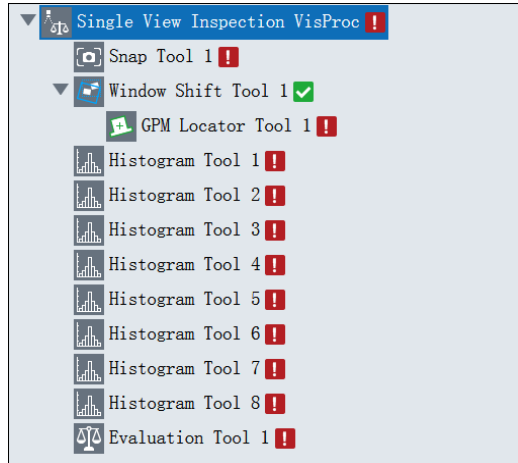 Single View Inspection VisProc
Snap Tool 1
Window Shift Tool 1
GPM Locator Tool 1
Histogram Tool 1
Histogram Tool 2
Histogram Tool 3
Histogram Tool 4
Histogram Tool 5
Histogram Tool 6
Histogram Tool 7
Histogram Tool 8
Evaluation Tool 1